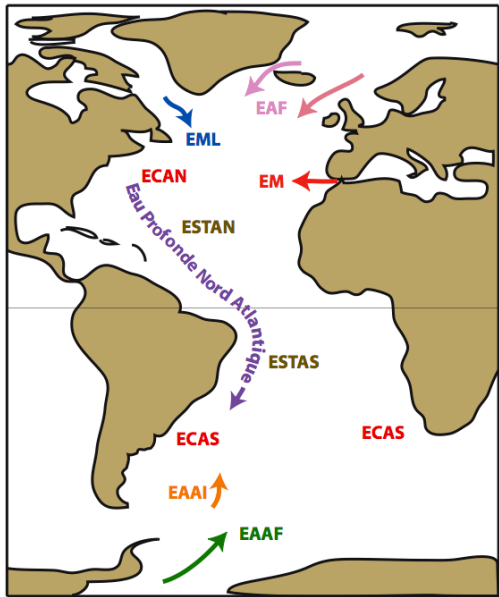 EAF
EML
ECAN
EM
ESTAN
Eau Profonde Nord Atlantique
ESTAS
ECAS
ECAS
EAAI
EAAF